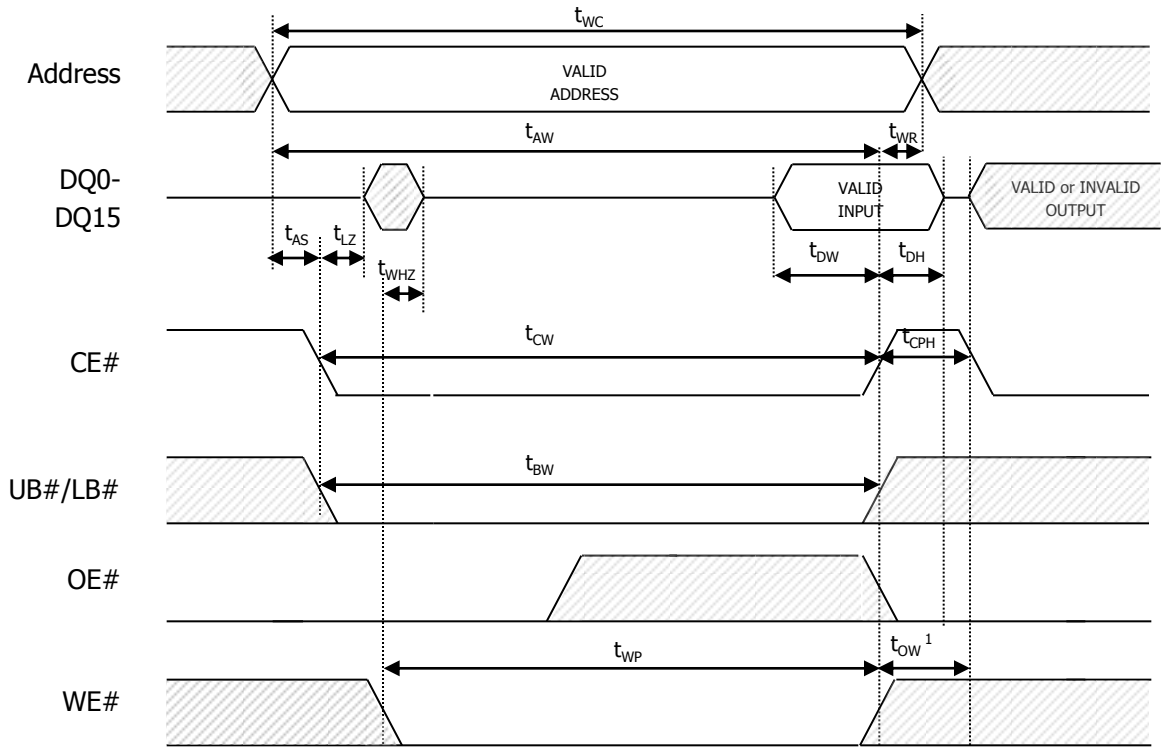 tWC
Address
VALID
ADDRESS
tAW
tWR
DQ0-
DQ15
VALID
INPUT
VALID or INVALID
OUTPUT
tAS
tLZ
tWHZ
tDW
tDH
CE#
tCW
tCPH
UB#/LB#
tBW
OE#
tWP
tOW 1
WE#